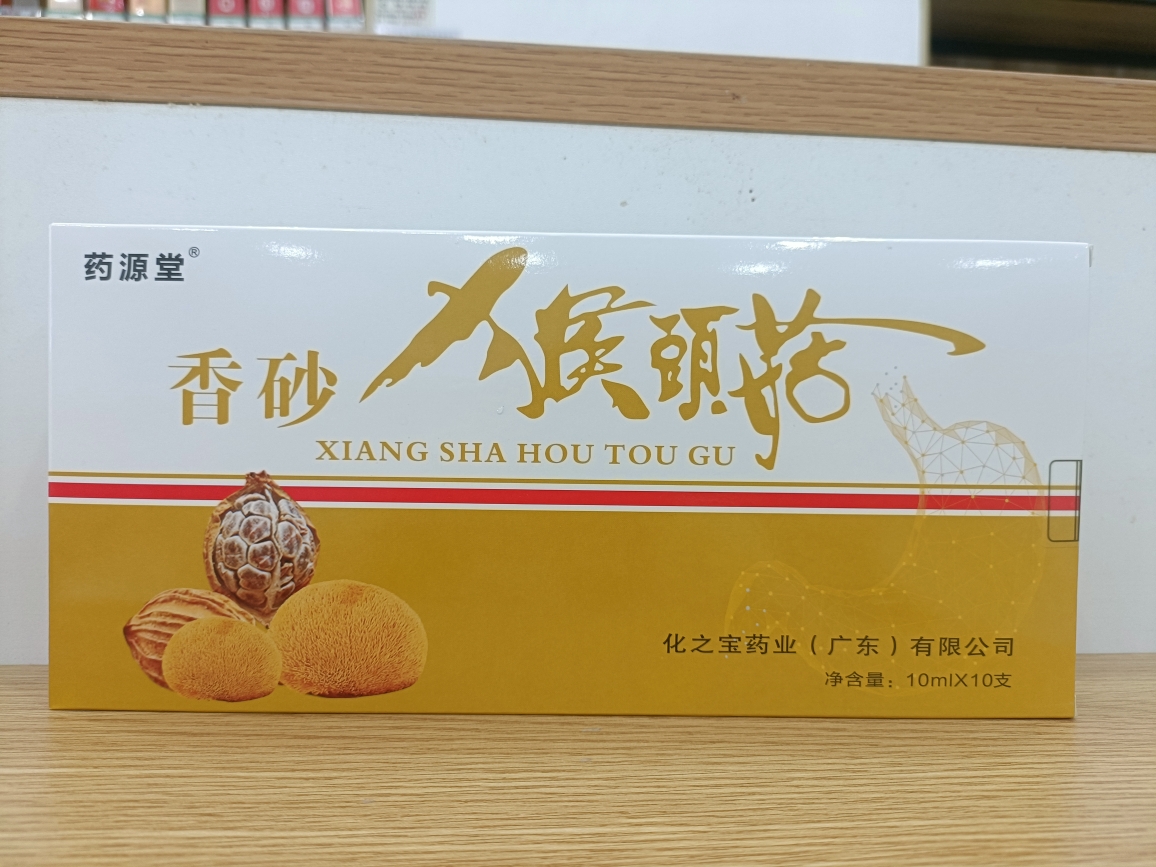 药源堂®
香砂猴頭菇
XIANG SHA HOU TOU GU
化之宝药业（广东）有限公司
净含量：10mlX10支